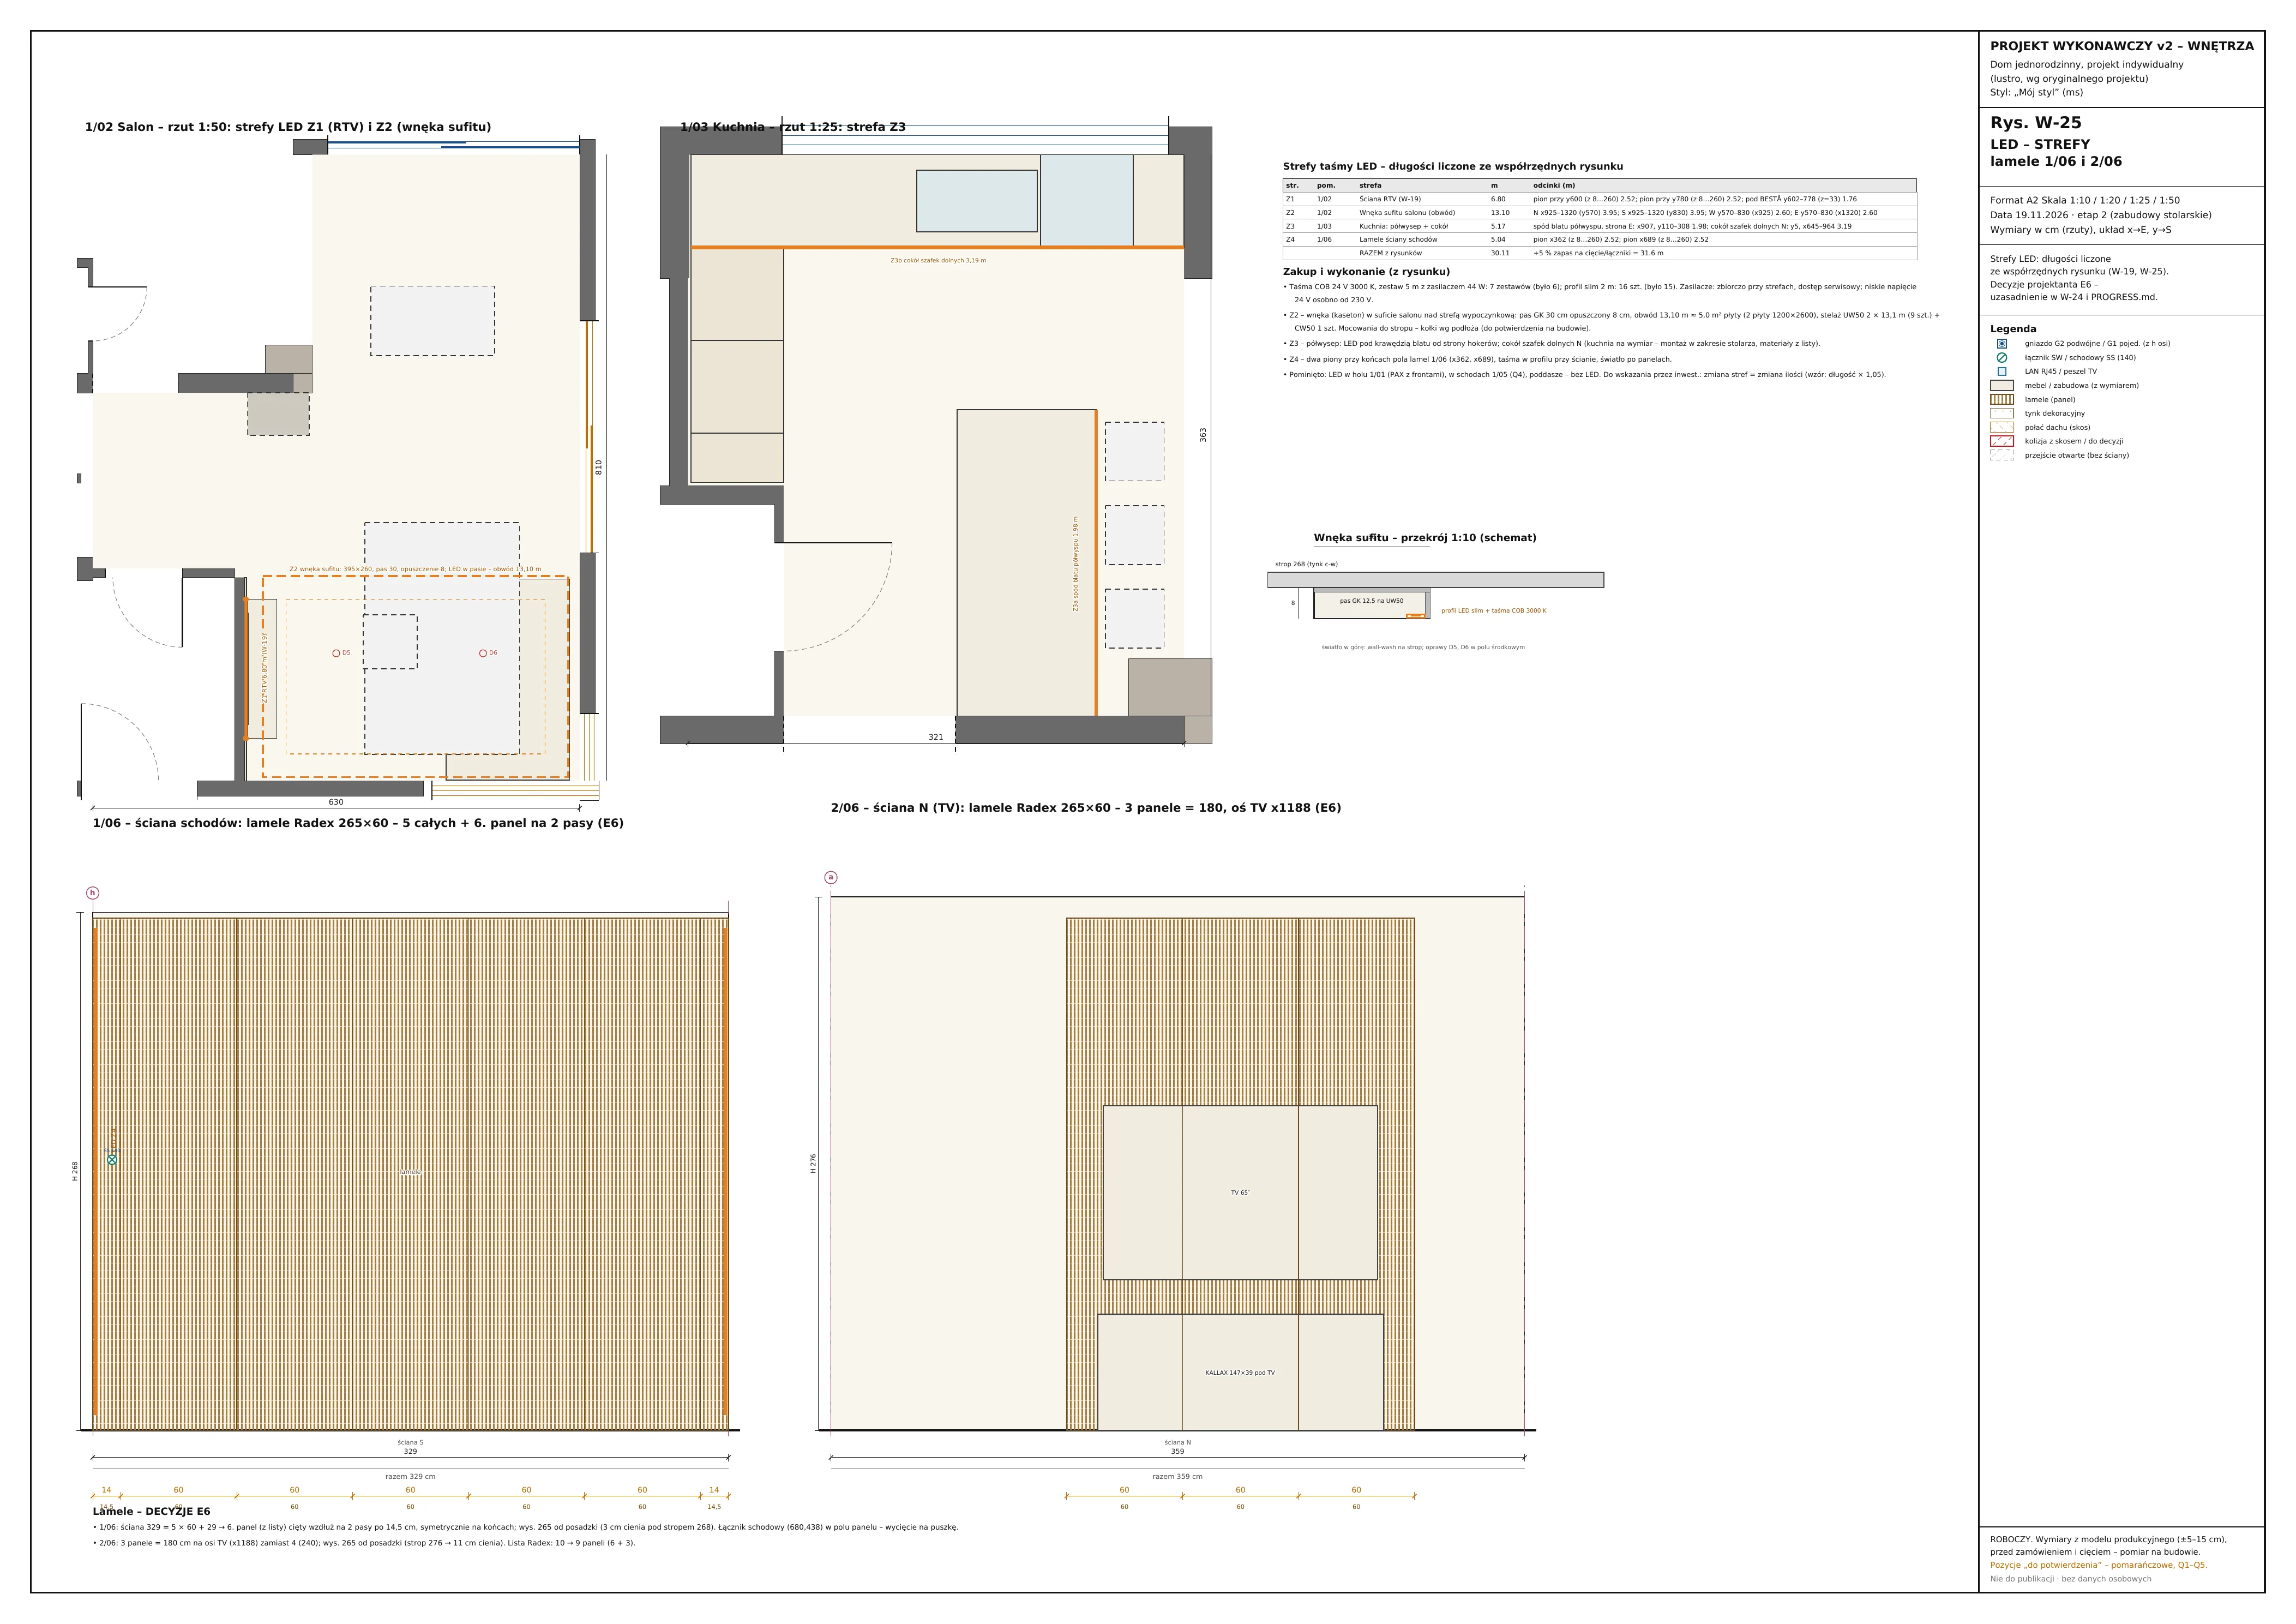 1/02 Salon – rzut 1:50: strefy LED Z1 (RTV) i Z2 (wnęka sufitu)
810
Z2 wnęka sufitu: 395×260, pas 30, opuszczenie 8; LED w pasie – obwód 13,10 m
D5
D6
630
1/03 Kuchnia – rzut 1:25: strefa Z3
Z3b cokół szafek dolnych 3,19 m
Z3a spód blatu półwyspu 1,98 m
363
321
Strefy taśmy LED – długości liczone ze współrzędnych rysunku
str. pom. strefa m odcinki (m)
Z1 1/02 Ściana RTV (W-19) 6.80 pion przy y600 (z 8…260) 2.52; pion przy y780 (z 8…260) 2.52; pod BESTÅ y602–778 (z=33) 1.76
Z2 1/02 Wnęka sufitu salonu (obwód) 13.10 N x925–1320 (y570) 3.95; S x925–1320 (y830) 3.95; W y570–830 (x925) 2.60; E y570–830 (x1320) 2.60
Z3 1/03 Kuchnia: półwysep + cokół 5.17 spód blatu półwyspu, strona E: x907, y110–308 1.98; cokół szafek dolnych N: y5, x645–964 3.19
Z4 1/06 Lamele ściany schodów 5.04 pion x362 (z 8…260) 2.52; pion x689 (z 8…260) 2.52
RAZEM z rysunków 30.11 +5 % zapas na cięcie/łączniki = 31.6 m
Zakup i wykonanie (z rysunku)
• Taśma COB 24 V 3000 K, zestaw 5 m z zasilaczem 44 W: 7 zestawów (było 6); profil slim 2 m: 16 szt. (było 15). Zasilacze: zbiorczo przy strefach, dostęp serwisowy; niskie napięcie
24 V osobno od 230 V.
• Z2 – wnęka (kaseton) w suficie salonu nad strefą wypoczynkową: pas GK 30 cm opuszczony 8 cm, obwód 13,10 m ≈ 5,0 m² płyty (2 płyty 1200×2600), stelaż UW50 2 × 13,1 m (9 szt.) +
CW50 1 szt. Mocowania do stropu – kołki wg podłoża (do potwierdzenia na budowie).
• Z3 – półwysep: LED pod krawędzią blatu od strony hokerów; cokół szafek dolnych N (kuchnia na wymiar – montaż w zakresie stolarza, materiały z listy).
• Z4 – dwa piony przy końcach pola lamel 1/06 (x362, x689), taśma w profilu przy ścianie, światło po panelach.
• Pominięto: LED w holu 1/01 (PAX z frontami), w schodach 1/05 (Q4), poddasze – bez LED. Do wskazania przez inwest.: zmiana stref = zmiana ilości (wzór: długość × 1,05).
Wnęka sufitu – przekrój 1:10 (schemat)
strop 268 (tynk c-w)
8
pas GK 12,5 na UW50
profil LED slim + taśma COB 3000 K
światło w górę: wall-wash na strop; oprawy D5, D6 w polu środkowym
1/06 – ściana schodów: lamele Radex 265×60 – 5 całych + 6. panel na 2 pasy (E6)
h
H 268
lamele
ściana S
329
razem 329 cm
14 60 60 60 60 60 14
14,5 60 60 60 60 60 14,5
2/06 – ściana N (TV): lamele Radex 265×60 – 3 panele = 180, oś TV x1188 (E6)
a
H 276
TV 65"
KALLAX 147×39 pod TV
ściana N
359
razem 359 cm
60 60 60
60 60 60
Lamele – DECYZJE E6
• 1/06: ściana 329 = 5 × 60 + 29 → 6. panel (z listy) cięty wzdłuż na 2 pasy po 14,5 cm, symetrycznie na końcach; wys. 265 od posadzki (3 cm cienia pod stropem 268). Łącznik schodowy (680,438) w polu panelu – wycięcie na puszkę.
• 2/06: 3 panele = 180 cm na osi TV (x1188) zamiast 4 (240); wys. 265 od posadzki (strop 276 → 11 cm cienia). Lista Radex: 10 → 9 paneli (6 + 3).
PROJEKT WYKONAWCZY v2 – WNĘTRZA
Dom jednorodzinny, projekt indywidualny
(lustro, wg oryginalnego projektu)
Styl: „Mój styl” (ms)
Rys. W-25
LED – STREFY
lamele 1/06 i 2/06
Format A2 Skala 1:10 / 1:20 / 1:25 / 1:50
Data 19.11.2026 · etap 2 (zabudowy stolarskie)
Wymiary w cm (rzuty), układ x→E, y→S
Strefy LED: długości liczone
ze współrzędnych rysunku (W-19, W-25).
Decyzje projektanta E6 –
uzasadnienie w W-24 i PROGRESS.md.
Legenda
gniazdo G2 podwójne / G1 pojed. (z h osi)
łącznik SW / schodowy SS (140)
LAN RJ45 / peszel TV
mebel / zabudowa (z wymiarem)
lamele (panel)
tynk dekoracyjny
połać dachu (skos)
kolizja z skosem / do decyzji
przejście otwarte (bez ściany)
ROBOCZY. Wymiary z modelu produkcyjnego (±5–15 cm),
przed zamówieniem i cięciem – pomiar na budowie.
Pozycje „do potwierdzenia” – pomarańczowe, Q1–Q5.
Nie do publikacji · bez danych osobowych